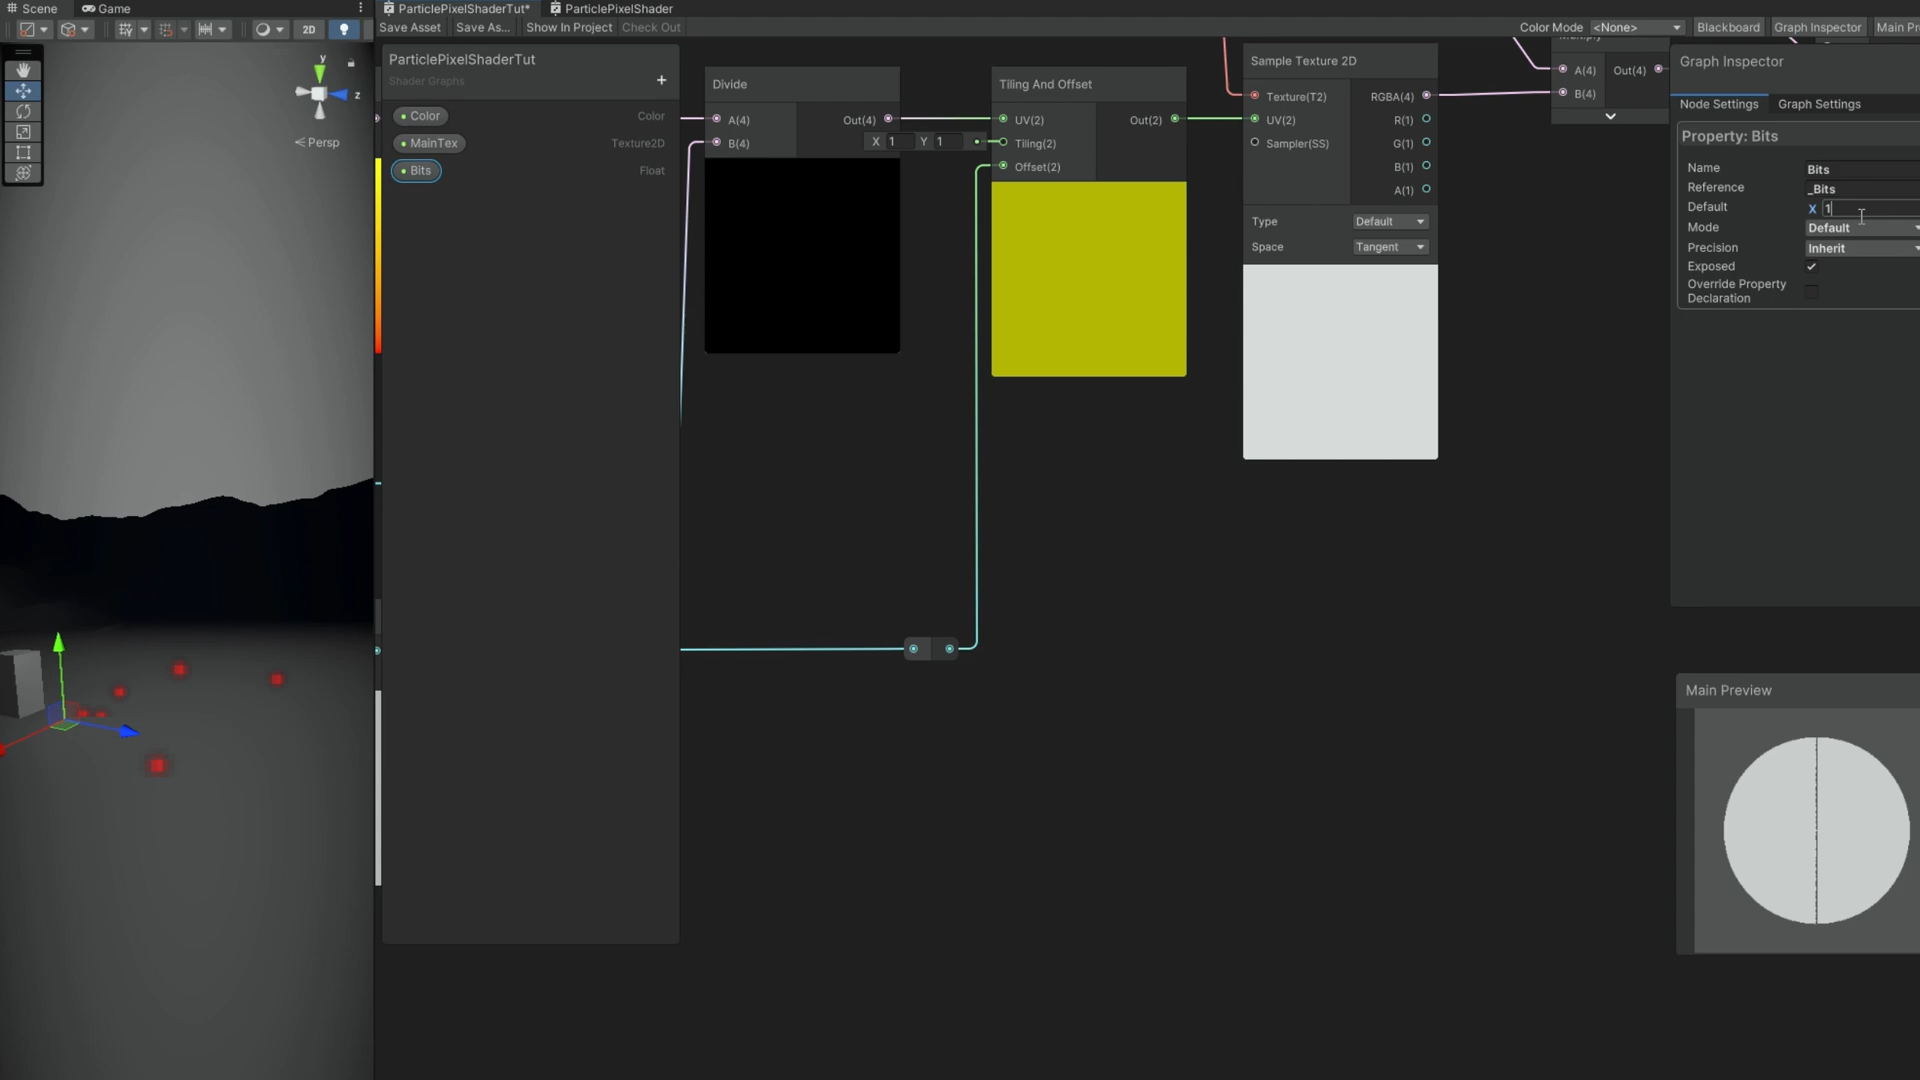 Scene Game ParticlePixelShaderTut* ParticlePixelShader
2D Save Asset Save As... Show In Project Check Out Color Mode <None> Blackboard Graph Inspector Main Pr
y
z
< Persp
ParticlePixelShaderTut
Shader Graphs
+
Color Color
MainTex Texture2D
Bits Float
Divide
A(4) Out(4)
B(4)
X 1 Y 1
Tiling And Offset
UV(2) Out(2)
Tiling(2)
Offset(2)
Sample Texture 2D
Texture(T2) RGBA(4)
UV(2) R(1)
Sampler(SS) G(1)
B(1)
A(1)
Type Default
Space Tangent
A(4) Out(4)
B(4)
Graph Inspector
Node Settings Graph Settings
Property: Bits
Name Bits
Reference _Bits
Default X 1
Mode Default
Precision Inherit
Exposed
Override Property
Declaration
Main Preview